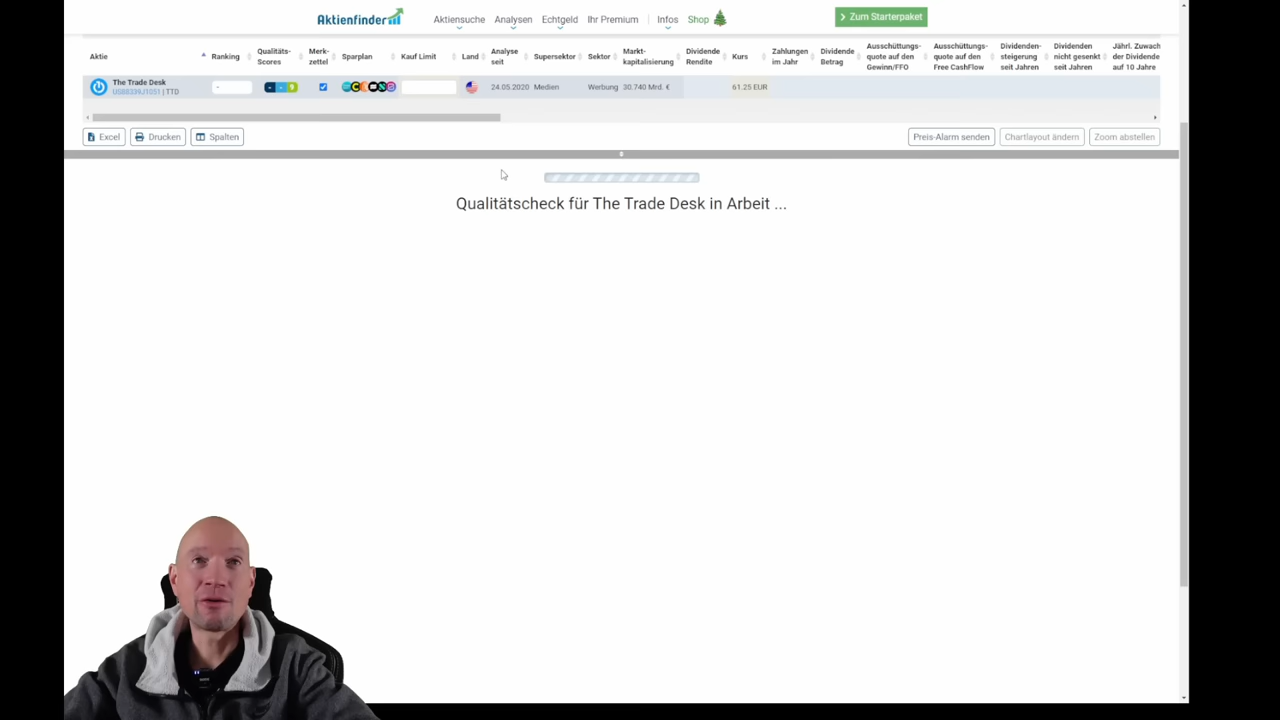 Aktienfinder
Aktiensuche Analysen Echtgeld Ihr Premium Infos Shop
Zum Starterpaket
Aktie
Ranking
Qualitäts-
Scores
Merk-
zettel
Sparplan
Kauf Limit
Land
Analyse
seit
Supersektor
Sektor
Markt-
kapitalisierung
Dividende
Rendite
Kurs
Zahlungen
im Jahr
Dividende
Betrag
Ausschüttungs-
quote auf den
Gewinn/FFO
Ausschüttungs-
quote auf den
Free CashFlow
Dividenden-
steigerung
seit Jahren
Dividenden
nicht gesenkt
seit Jahren
Jährl. Zuwach
der Dividende
auf 10 Jahre
The Trade Desk
US88339J1051 | TTD
-
- - 9
24.05.2020 Medien Werbung 30.740 Mrd. € 61.25 EUR
Excel Drucken Spalten Preis-Alarm senden Chartlayout ändern Zoom abstellen
Qualitätscheck für The Trade Desk in Arbeit ...